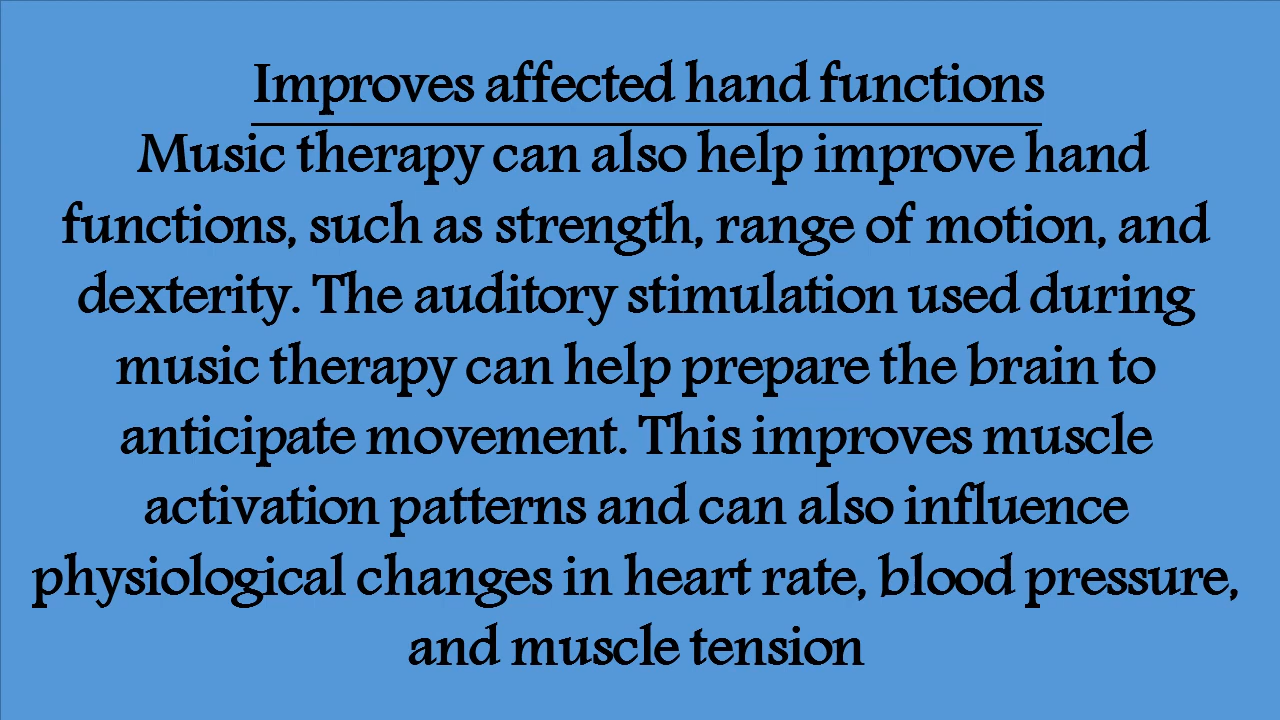 Improves affected hand functions
Music therapy can also help improve hand
functions, such as strength, range of motion, and
dexterity. The auditory stimulation used during
music therapy can help prepare the brain to
anticipate movement. This improves muscle
activation patterns and can also influence
physiological changes in heart rate, blood pressure,
and muscle tension